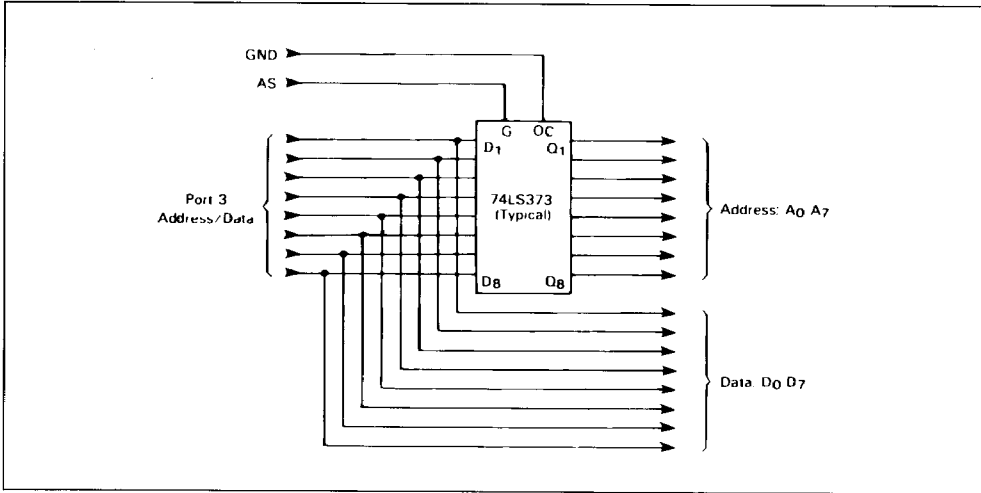 GND
AS
G OC
D1 Q1
Port 3
Address/Data
74LS373
(Typical)
Address: A0 A7
D8 Q8
Data: D0 D7